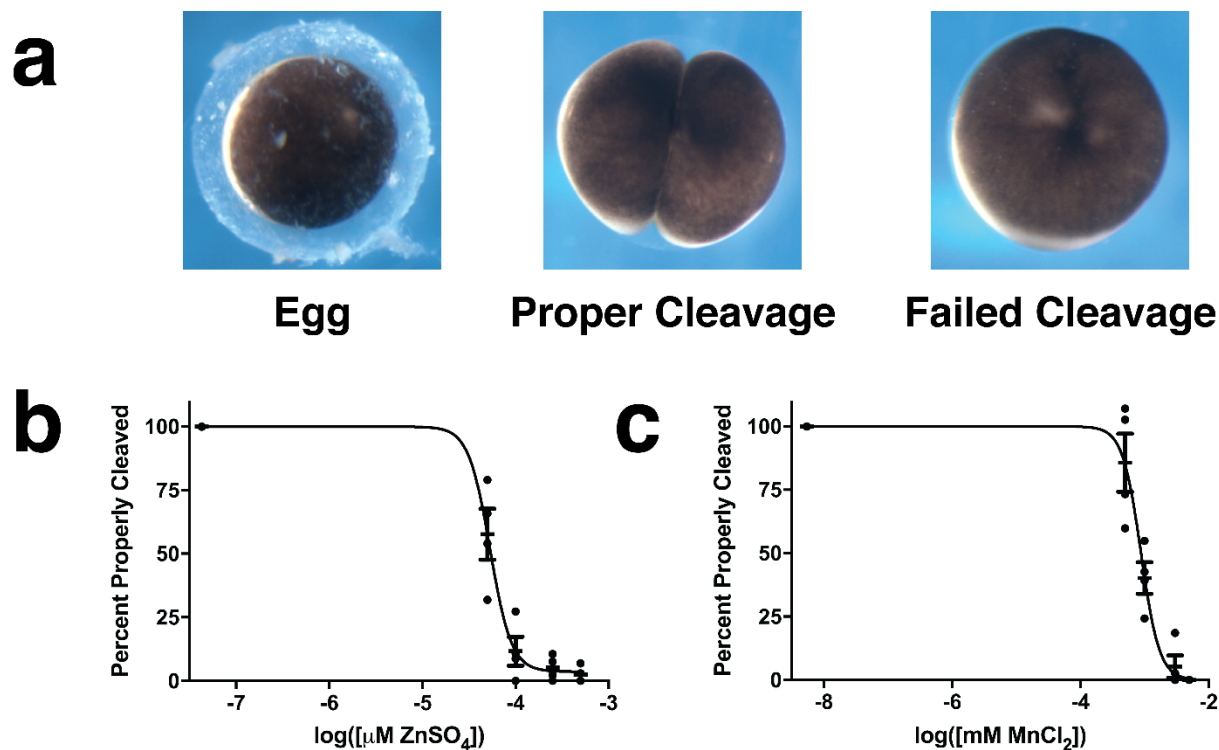 a
Egg
Proper Cleavage
Failed Cleavage
b
Percent Properly Cleaved
100
75
50
25
0
-7
-6
-5
-4
-3
log([μM ZnSO₄])
c
Percent Properly Cleaved
100
75
50
25
0
-8
-6
-4
-2
log([mM MnCl₂])